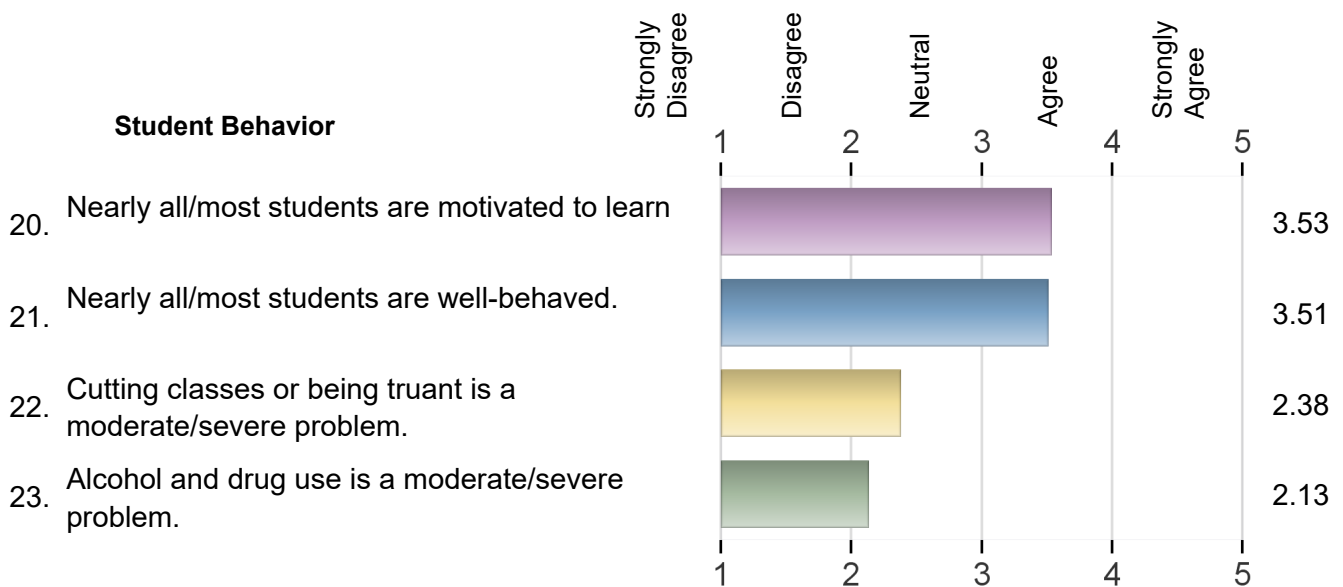 Strongly
Disagree
Disagree
Neutral
Agree
Strongly
Agree
Student Behavior
1 2 3 4 5
20. Nearly all/most students are motivated to learn 3.53
21. Nearly all/most students are well-behaved. 3.51
22. Cutting classes or being truant is a
moderate/severe problem. 2.38
23. Alcohol and drug use is a moderate/severe
problem. 2.13
1 2 3 4 5